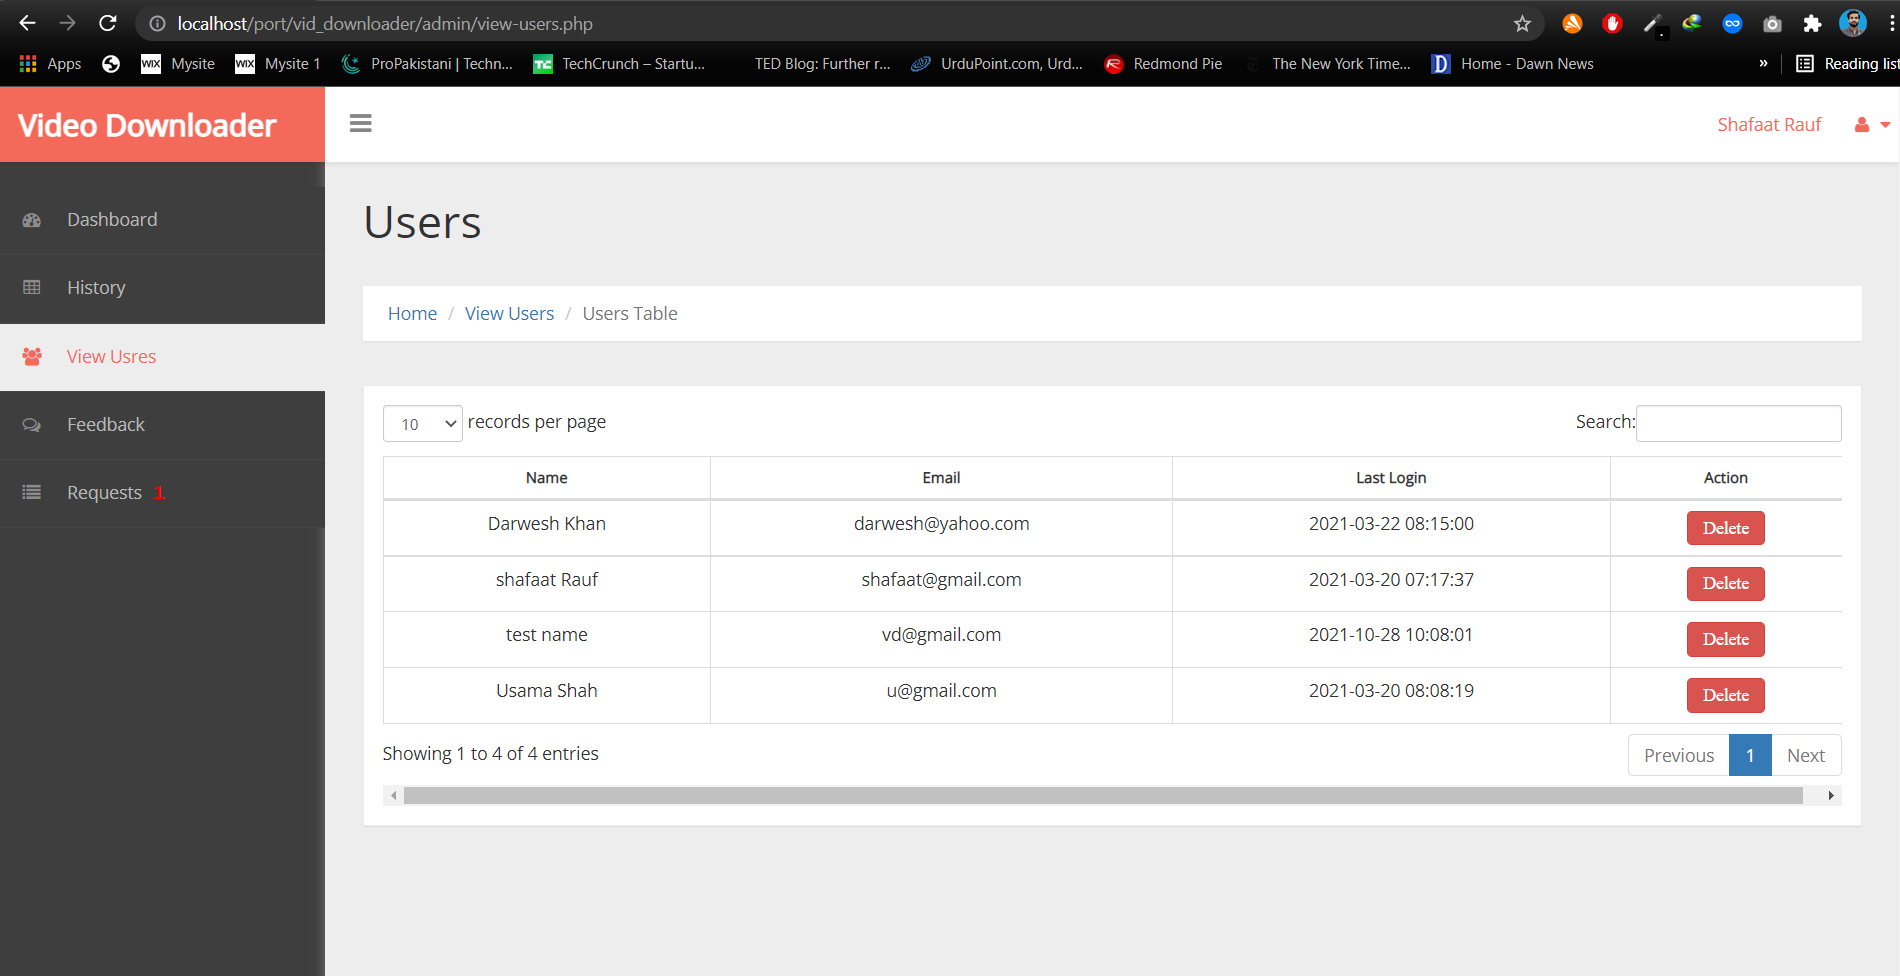 localhost/port/vid_downloader/admin/view-users.php
Apps WIX Mysite WIX Mysite 1 ProPakistani | Techn... TC TechCrunch – Startu... TED Blog: Further r... UrduPoint.com, Urd... Redmond Pie The New York Time... D Home - Dawn News » Reading list
Video Downloader
Shafaat Rauf
Dashboard
History
View Usres
Feedback
Requests 1
Users
Home / View Users / Users Table
10 records per page Search:
Name Email Last Login Action
Darwesh Khan darwesh@yahoo.com 2021-03-22 08:15:00 Delete
shafaat Rauf shafaat@gmail.com 2021-03-20 07:17:37 Delete
test name vd@gmail.com 2021-10-28 10:08:01 Delete
Usama Shah u@gmail.com 2021-03-20 08:08:19 Delete
Showing 1 to 4 of 4 entries Previous 1 Next